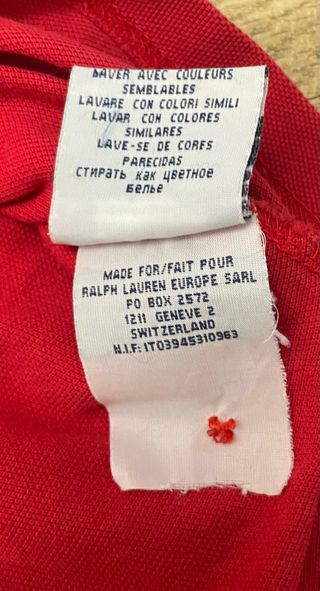 LAVER AVEC COULEURS
SEMBLABLES
LAVARE CON COLORI SIMILI
LAVAR CON COLORES
SIMILARES
LAVE-SE DE CORES
PARECIDAS
СТИРАТЬ КАК ЦВЕТНОЕ
БЕЛЬЕ
MADE FOR/FAIT POUR
RALPH LAUREN EUROPE SARL
PO BOX 2572
1211 GENEVE 2
SWITZERLAND
N.I.F:IT03945310963